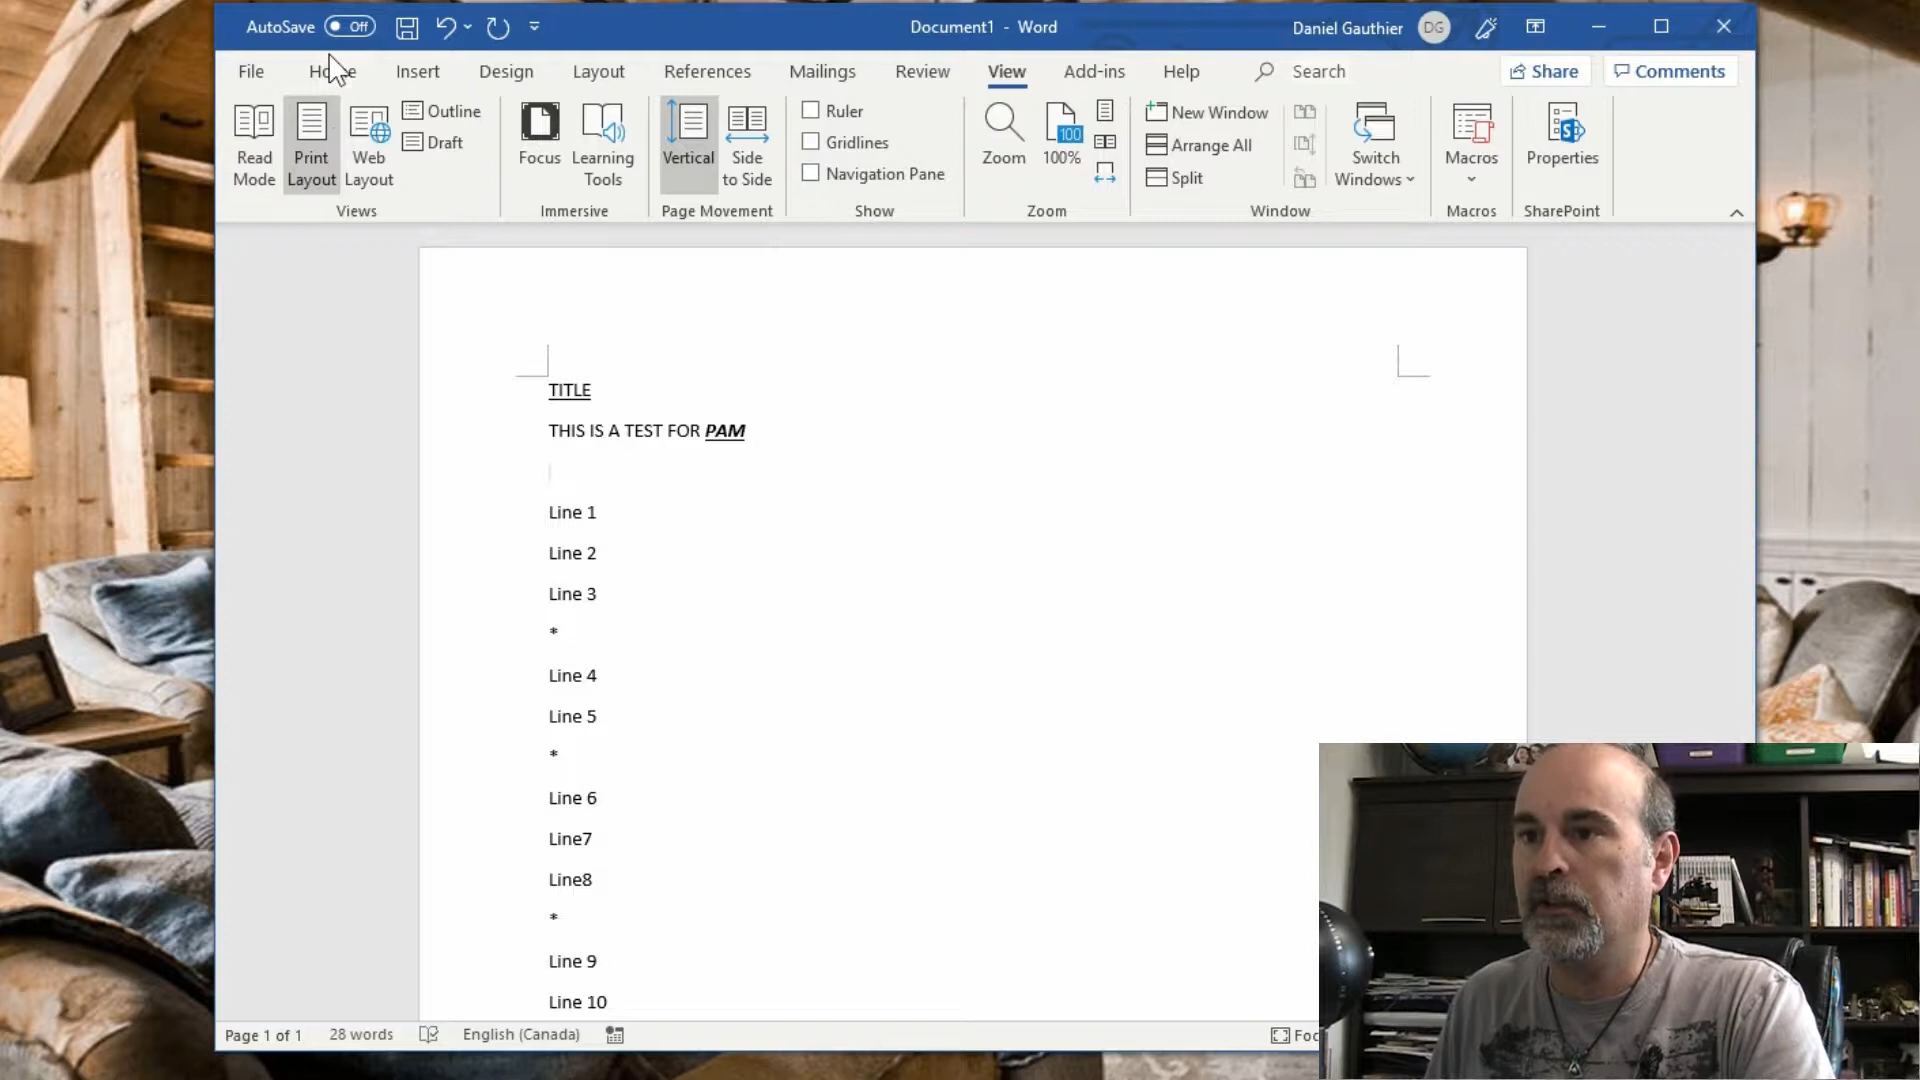 AutoSave Off Document1 - Word Daniel Gauthier DG
File Home Insert Design Layout References Mailings Review View Add-ins Help Search Share Comments
Read Mode
Print Layout
Web Layout
Outline
Draft
Views
Focus
Learning Tools
Immersive
Vertical
Side to Side
Page Movement
Ruler
Gridlines
Navigation Pane
Show
Zoom
100
100%
Zoom
New Window
Arrange All
Split
Switch Windows
Window
Macros
Macros
Properties
SharePoint
TITLE
THIS IS A TEST FOR PAM
Line 1
Line 2
Line 3
*
Line 4
Line 5
*
Line 6
Line7
Line8
*
Line 9
Line 10
Page 1 of 1 28 words English (Canada) Foc